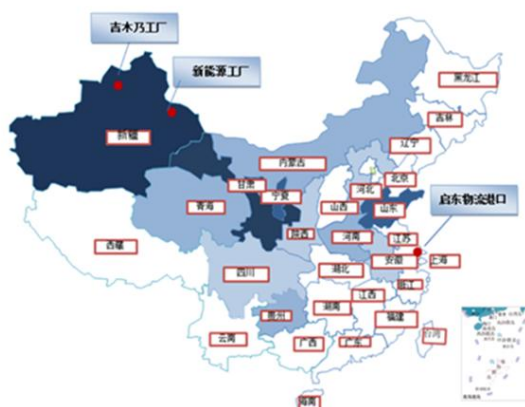 吉木乃工厂
新能源工厂
黑龙江
吉林
新疆
辽宁
内蒙古
北京
甘肃
宁夏
河北
启东物流港口
山西
山东
青海
陕西
河南
江苏
西藏
安徽
上海
四川
湖北
浙江
江西
湖南
贵州
福建
云南
广西
广东
台湾
海南